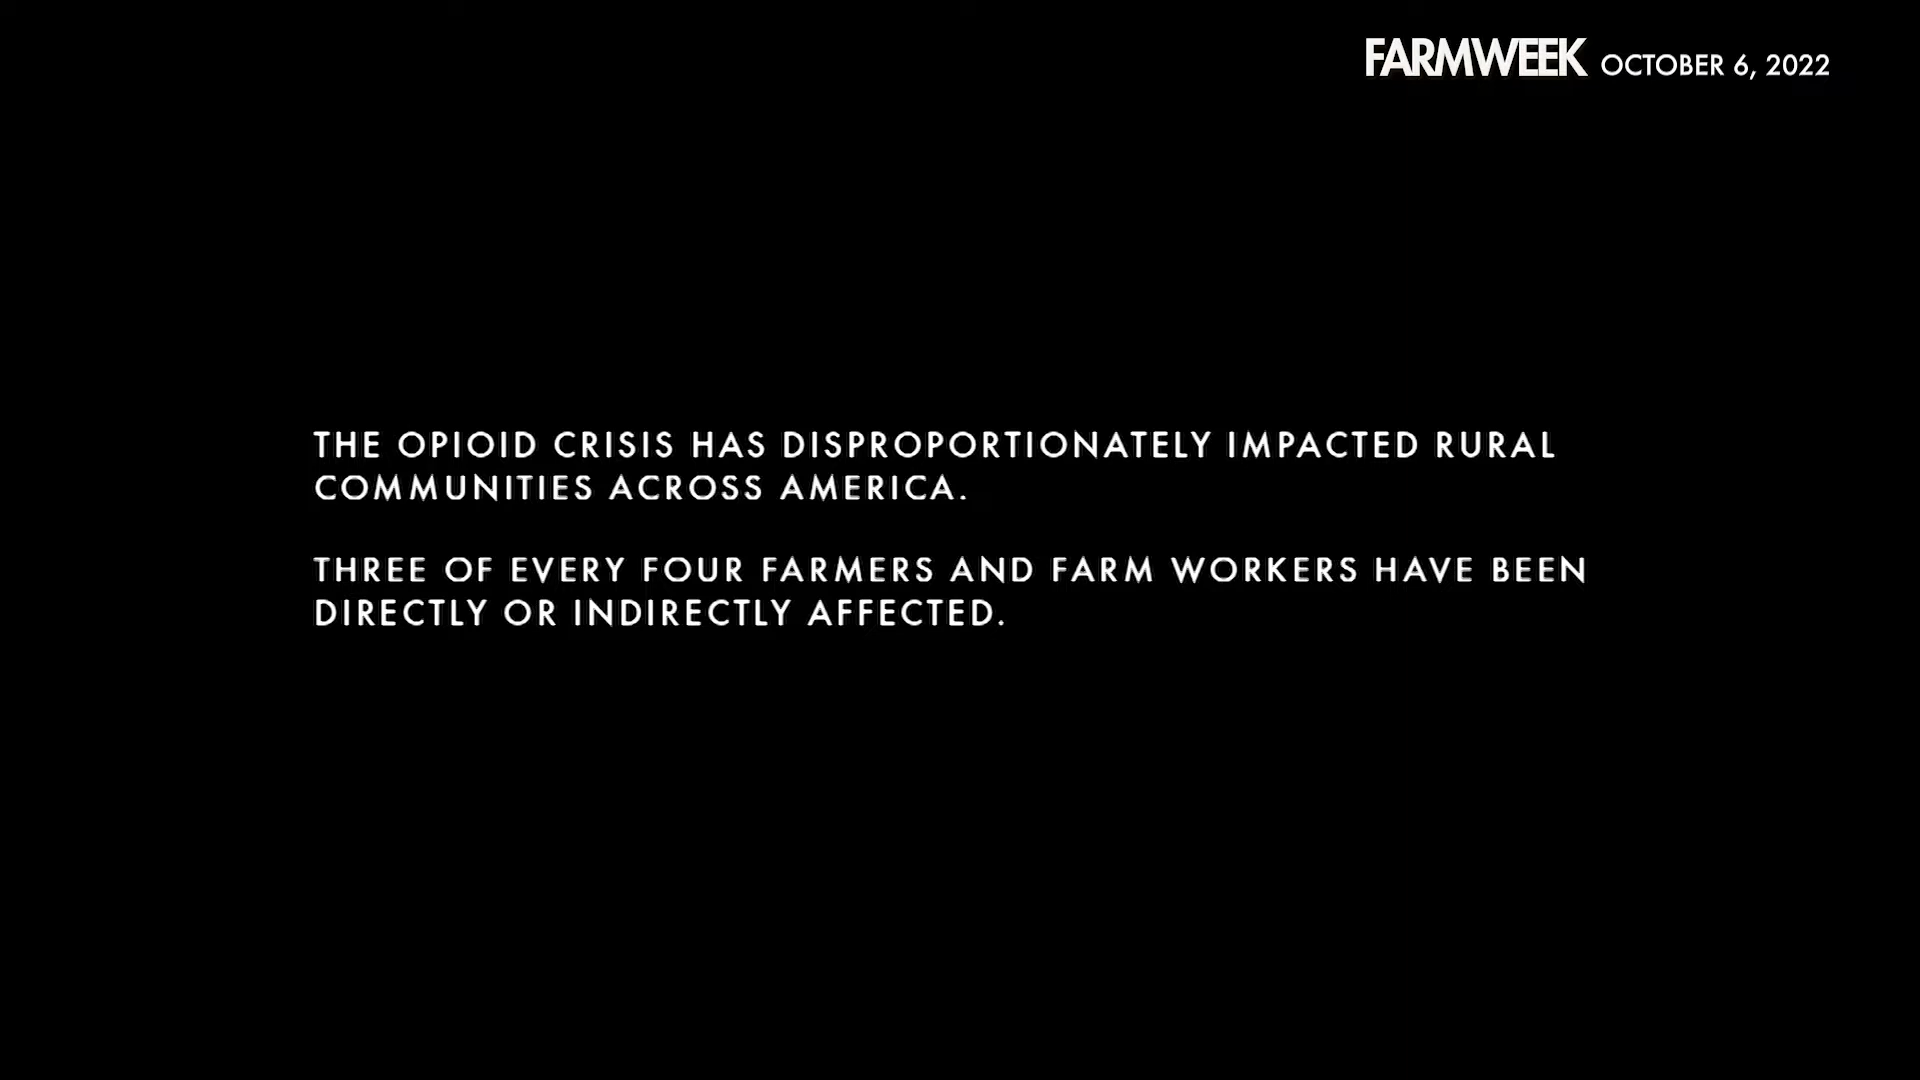 FARMWEEK OCTOBER 6, 2022
THE OPIOID CRISIS HAS DISPROPORTIONATELY IMPACTED RURAL
COMMUNITIES ACROSS AMERICA.
THREE OF EVERY FOUR FARMERS AND FARM WORKERS HAVE BEEN
DIRECTLY OR INDIRECTLY AFFECTED.